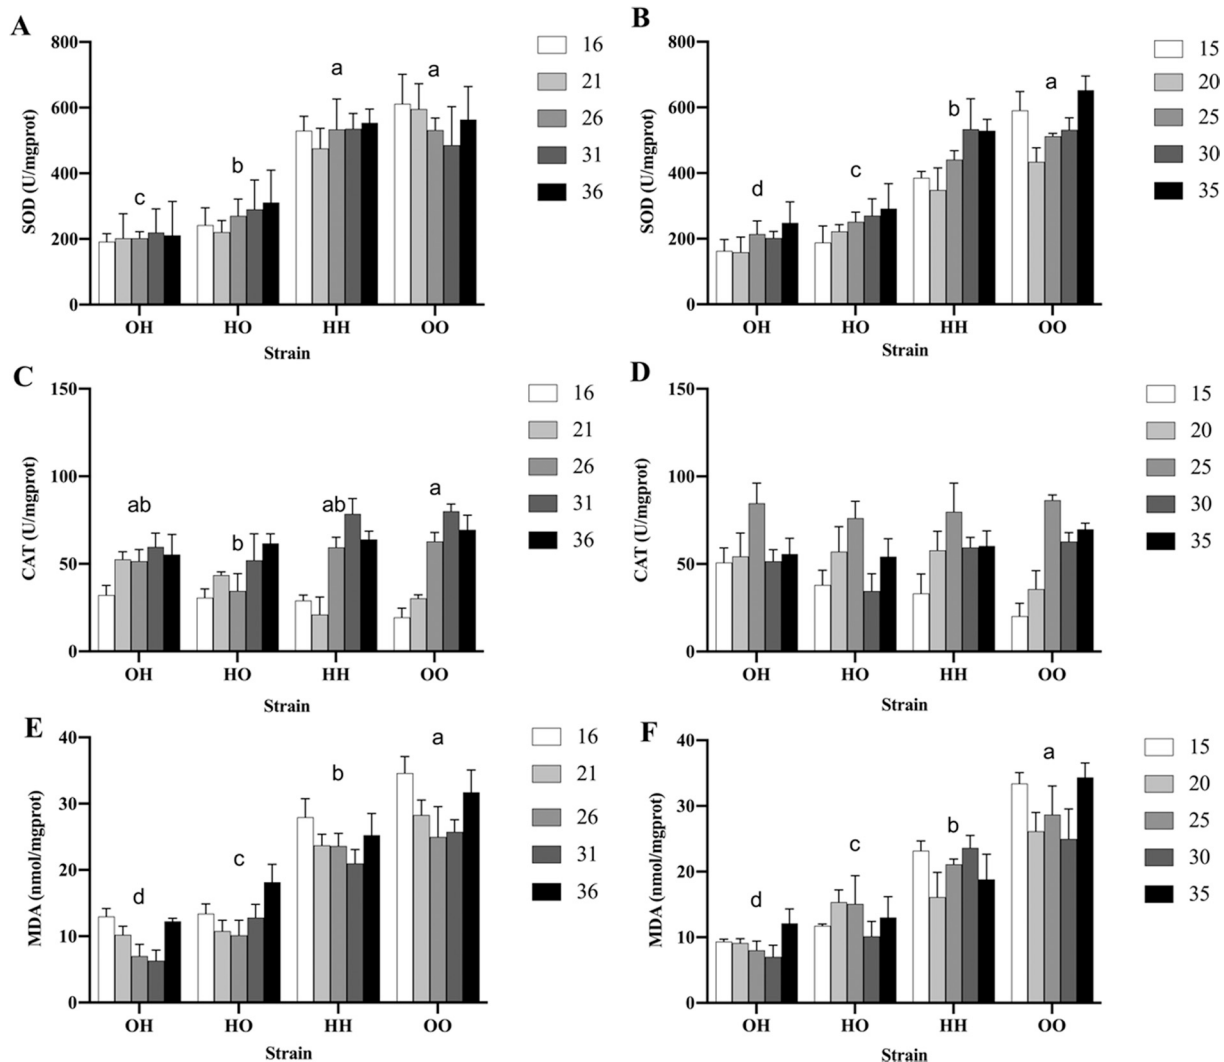 A
SOD (U/mgprot)
800
600
400
200
0
c
b
a
a
OH
HO
HH
OO
Strain
16
21
26
31
36
B
SOD (U/mgprot)
800
600
400
200
0
d
c
b
a
OH
HO
HH
OO
Strain
15
20
25
30
35
C
CAT (U/mgprot)
150
100
50
0
ab
b
ab
a
OH
HO
HH
OO
Strain
16
21
26
31
36
D
CAT (U/mgprot)
150
100
50
0
OH
HO
HH
OO
Strain
15
20
25
30
35
E
MDA (nmol/mgprot)
40
30
20
10
0
d
c
b
a
OH
HO
HH
OO
Strain
16
21
26
31
36
F
MDA (nmol/mgprot)
40
30
20
10
0
d
c
b
a
OH
HO
HH
OO
Strain
15
20
25
30
35